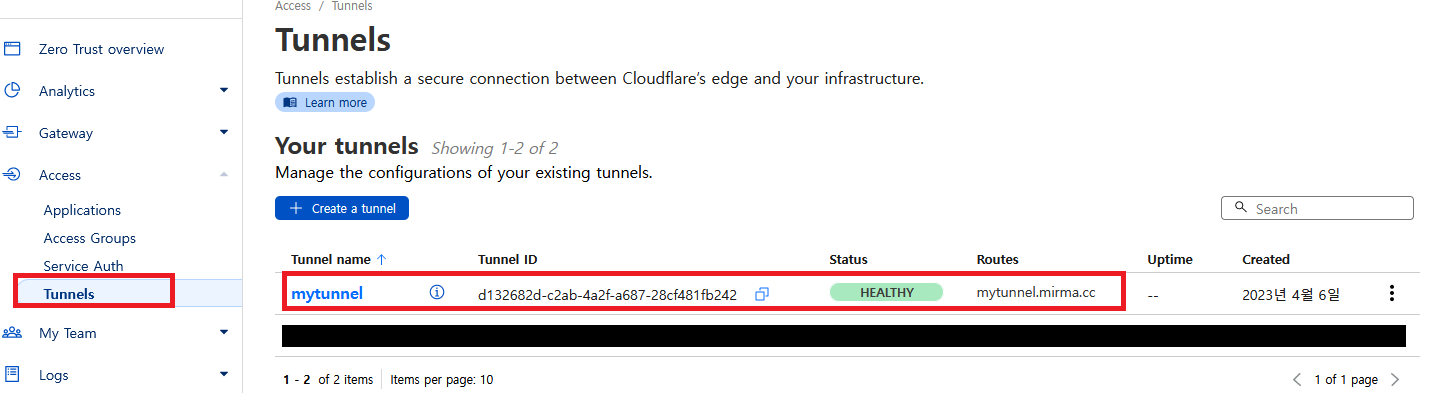 Access / Tunnels
Tunnels
Zero Trust overview
Tunnels establish a secure connection between Cloudflare's edge and your infrastructure.
Analytics
Learn more
Gateway
Your tunnels Showing 1-2 of 2
Manage the configurations of your existing tunnels.
Access
Applications
+ Create a tunnel
Search
Access Groups
Service Auth
Tunnel name ↑ Tunnel ID Status Routes Uptime Created
Tunnels
mytunnel d132682d-c2ab-4a2f-a687-28cf481fb242 HEALTHY mytunnel.mirma.cc -- 2023년 4월 6일
My Team
Logs
1 - 2 of 2 items Items per page: 10 1 of 1 page